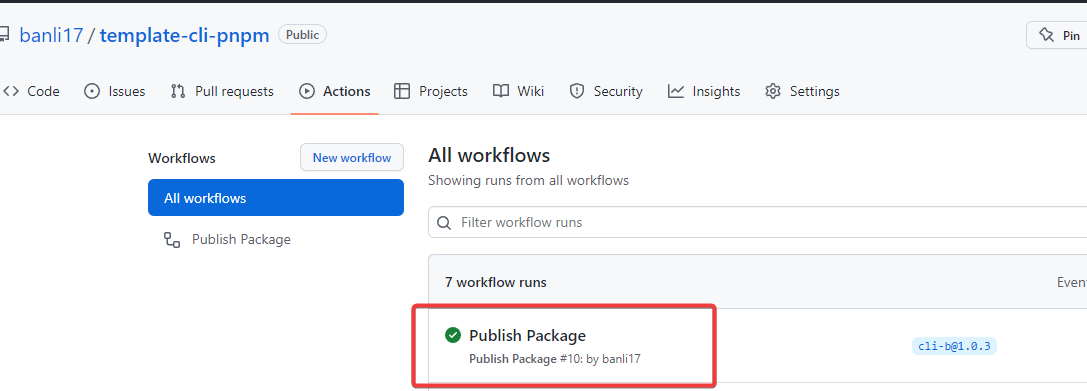 banli17 / template-cli-pnpm Public
Pin
Code Issues Pull requests Actions Projects Wiki Security Insights Settings
Workflows New workflow
All workflows
Publish Package
All workflows
Showing runs from all workflows
Filter workflow runs
7 workflow runs Even
Publish Package
Publish Package #10: by banli17
cli-b@1.0.3